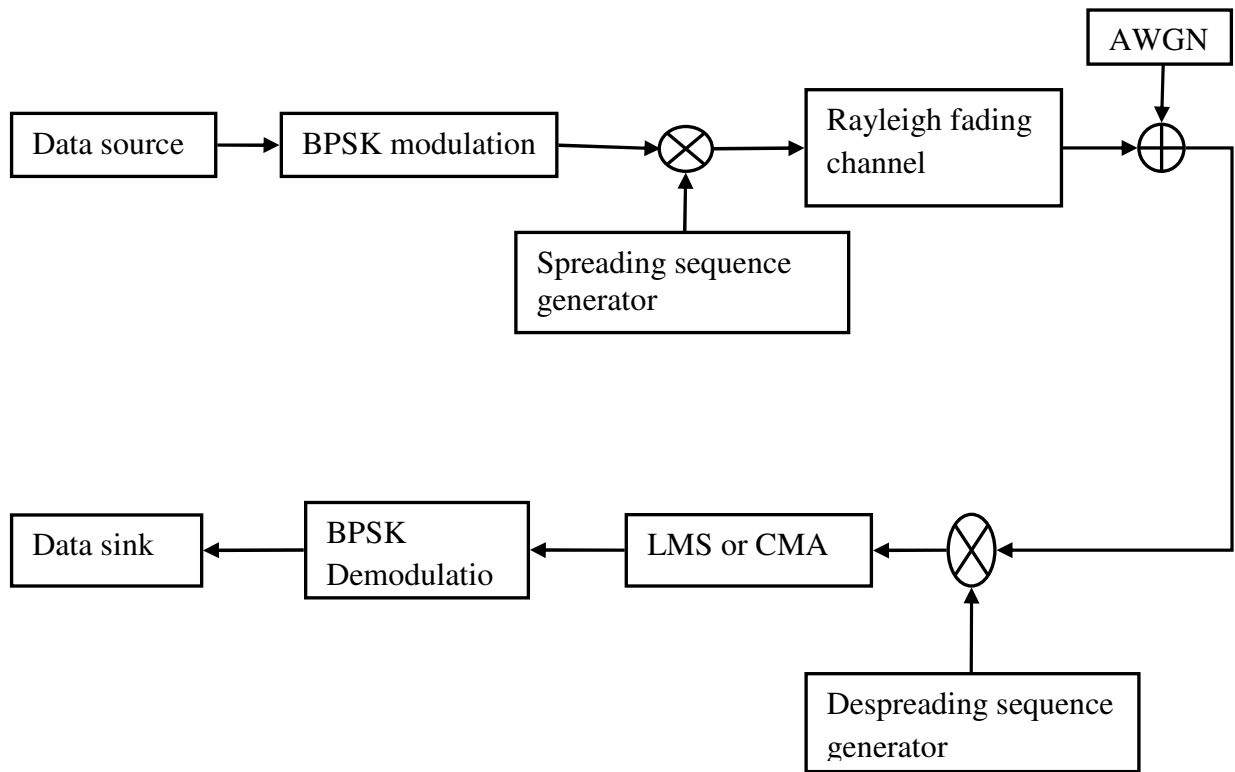 AWGN
Data source
BPSK modulation
Rayleigh fading
channel
Spreading sequence
generator
Data sink
BPSK
Demodulatio
LMS or CMA
Despreading sequence
generator